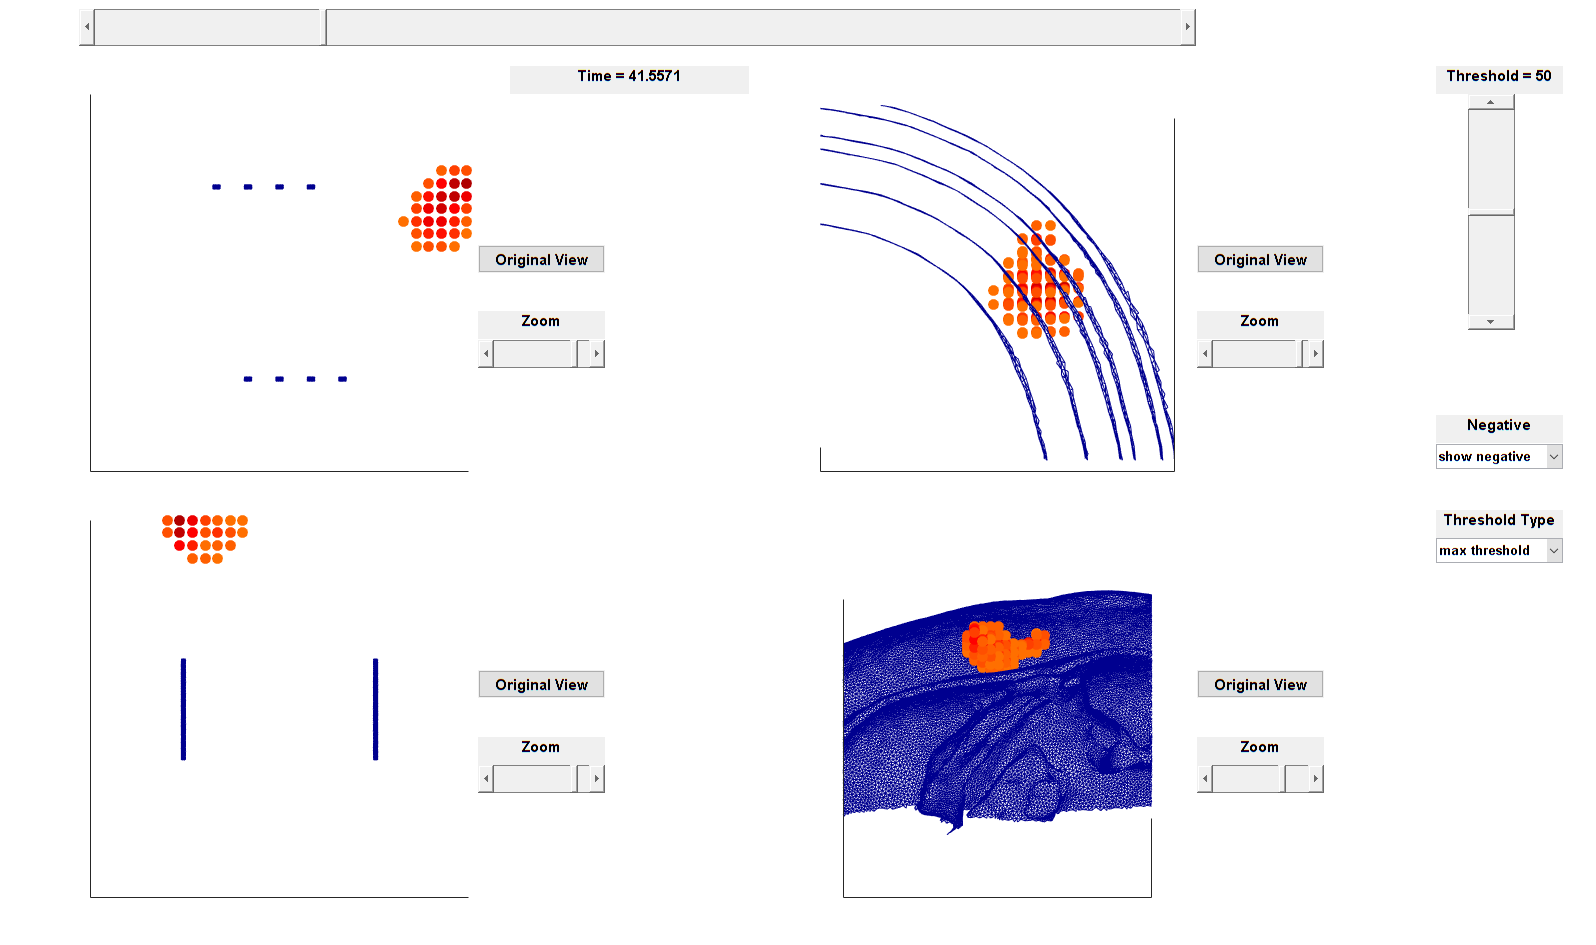 Time = 41.5571
Threshold = 50
Original View
Original View
Zoom
Zoom
Negative
show negative
Threshold Type
max threshold
Original View
Original View
Zoom
Zoom